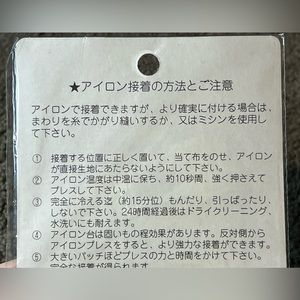 ★アイロン接着の方法とご注意
アイロンで接着できますが、より確実に付ける場合は、
まわりを糸でかがり縫いするか、又はミシンを使用し
て下さい。
① 接着する位置に正しく置いて、当て布をのせ、アイロン
が直接生地にあたらないようにして下さい。
② アイロン温度は中温に保ち、約10秒間、強く押さえて
プレスして下さい。
③ 完全に冷える迄（約15分位）もんだり、引っぱったり、
しないで下さい。24時間経過後はドライクリーニング、
水洗いにも耐えます。
④ アイロン台は固いもの程効果があります。反対側から
アイロンプレスをすると、より強力な接着ができます。
⑤ 大きいパッチほどプレスの力と時間をかけて下さい。
完全な接着が得られます。